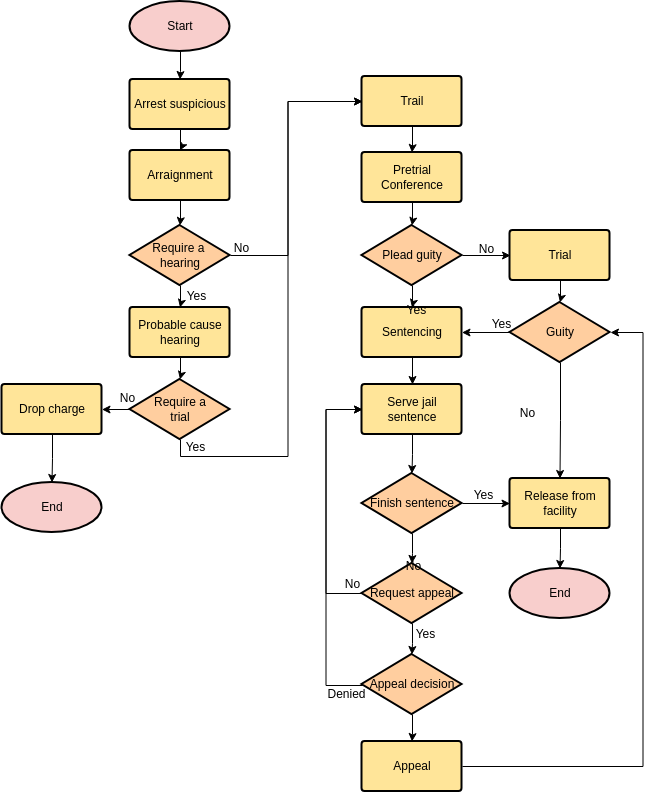 Start
Arrest suspicious
Arraignment
Require a
hearing
No
Yes
Probable cause
hearing
Require a
trial
No
Yes
Drop charge
End
Trail
Pretrial
Conference
Plead guity
No
Trial
Yes
Sentencing
Yes
Guity
No
Serve jail
sentence
Finish sentence
Yes
Release from
facility
End
No
Request appeal
No
Yes
Appeal decision
Denied
Appeal